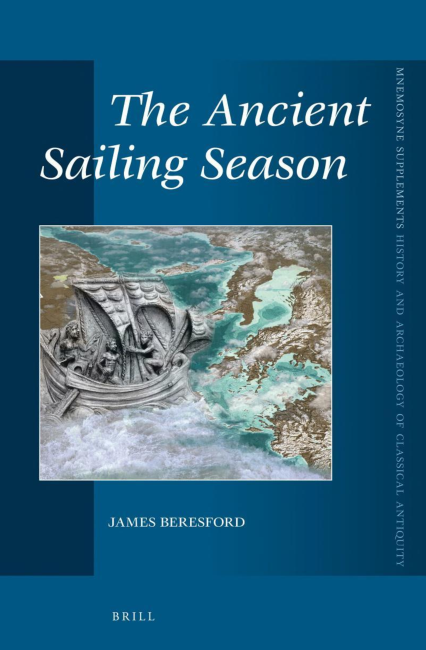 The Ancient
Sailing Season
MNEMOSYNE SUPPLEMENTS HISTORY AND ARCHAEOLOGY OF CLASSICAL ANTIQUITY
JAMES BERESFORD
BRILL